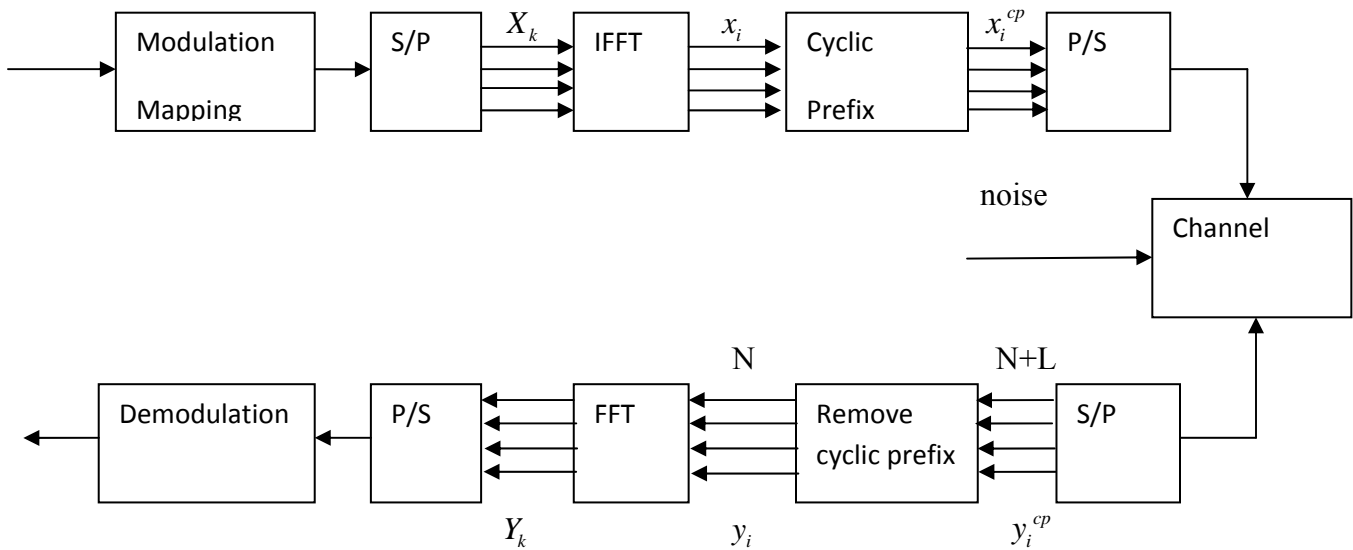 Modulation
Mapping
S/P
X_k
IFFT
x_i
Cyclic
Prefix
x_i^{cp}
P/S
noise
Channel
Demodulation
P/S
FFT
N
Remove
cyclic prefix
N+L
S/P
Y_k
y_i
y_i^{cp}